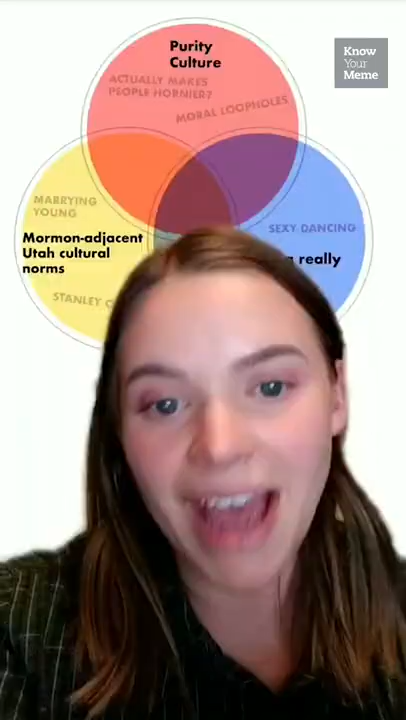 Know
Your
Meme
Purity
Culture
ACTUALLY MAKES
PEOPLE HORNIER?
MORAL LOOPHOLES
MARRYING
YOUNG
SEXY DANCING
Mormon-adjacent
Utah cultural
norms
really
STANLEY